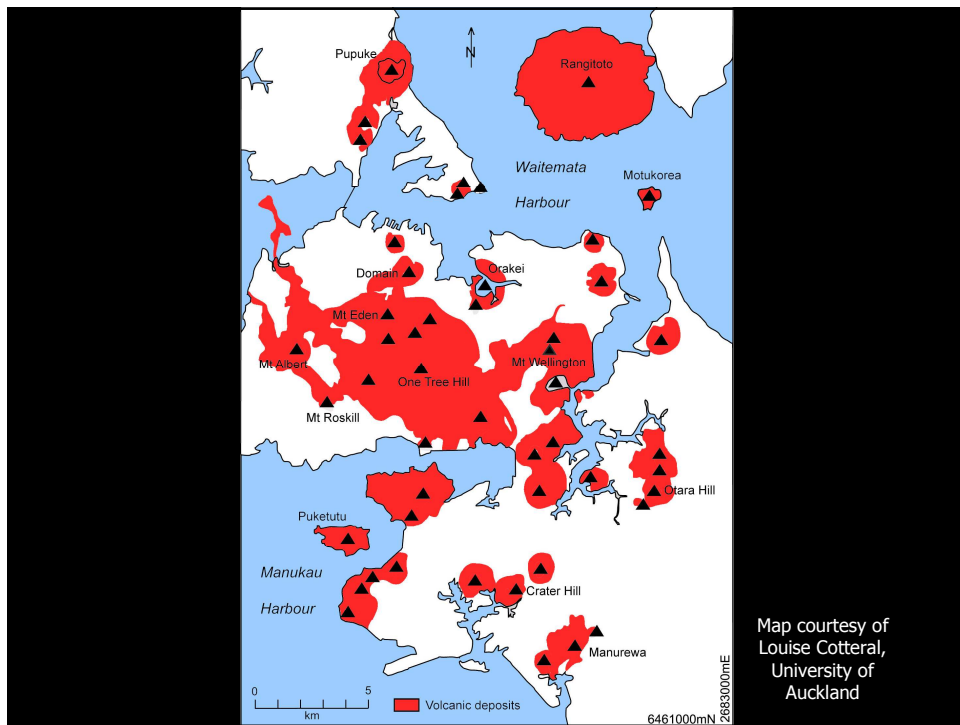 Pupuke
N
Rangitoto
Waitemata
Harbour
Motukorea
Domain
Orakei
Mt Eden
Mt Albert
One Tree Hill
Mt Wellington
Mt Roskill
Otara Hill
Puketutu
Manukau
Harbour
Crater Hill
Manurewa
0 5
km
Volcanic deposits
6461000mN
2683000mE
Map courtesy of
Louise Cotteral,
University of
Auckland